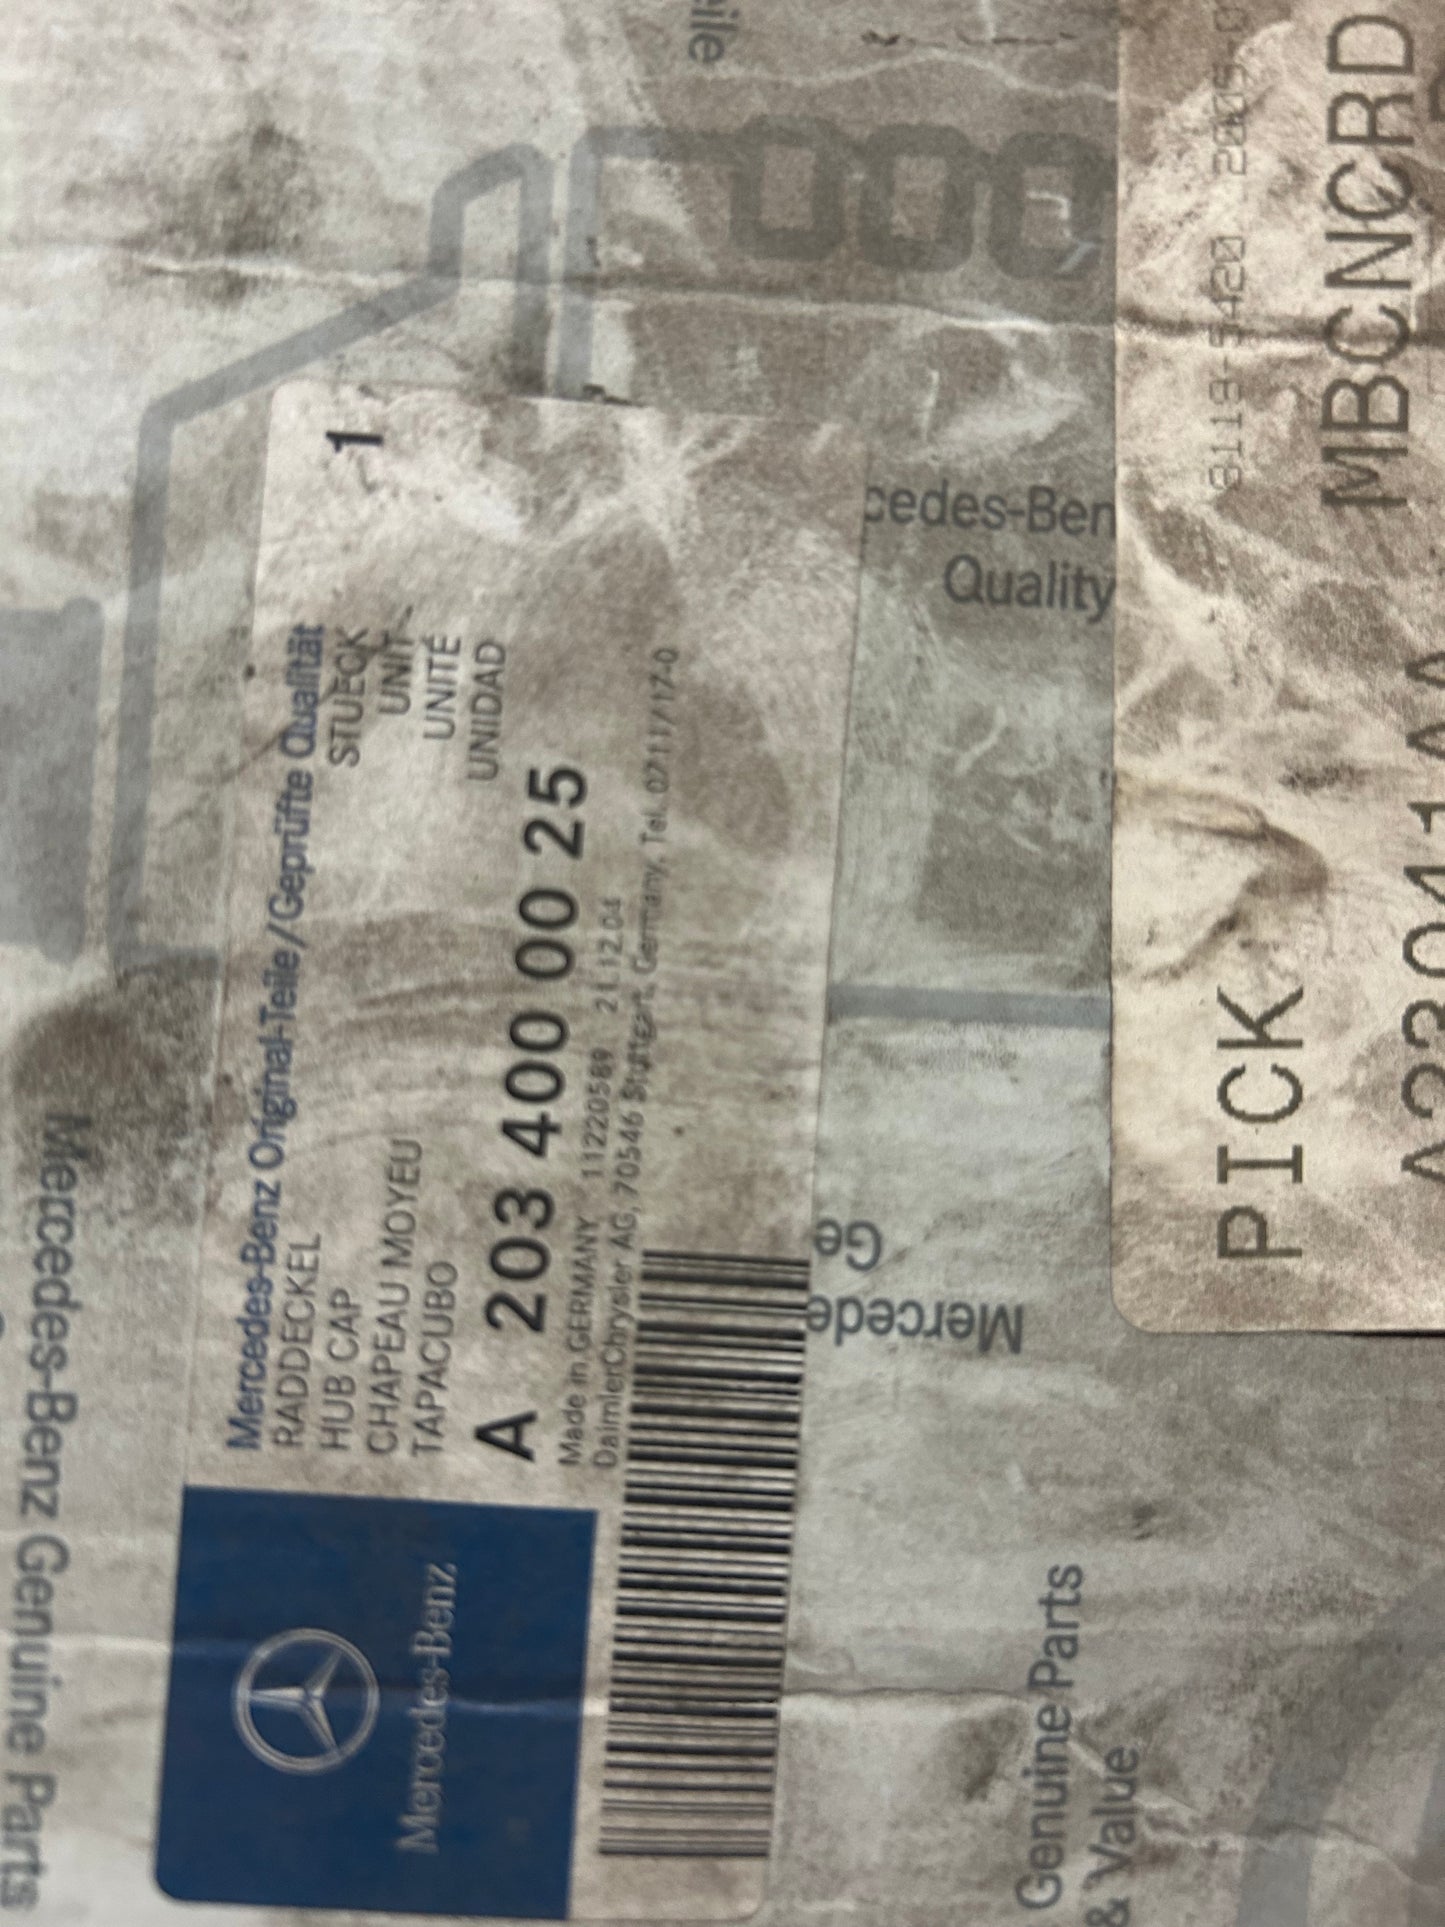 Mercedes-Benz Original-Teile/Geprüfte Qualität
RADDECKEL STUECK 1
HUB CAP UNIT
CHAPEAU MOYEU UNITÉ
TAPACUBO UNIDAD
A 203 400 00 25
Made in GERMANY 112220589 21.12.04
DaimlerChrysler AG, 70546 Stuttgart, Germany, Tel. 0711/17-0
Mercedes-Benz
Mercedes-Benz Genuine Parts
eile
cedes-Ben
Quality
Mercede
Ge
Genuine Parts
& Value
PICK MBCNCRD